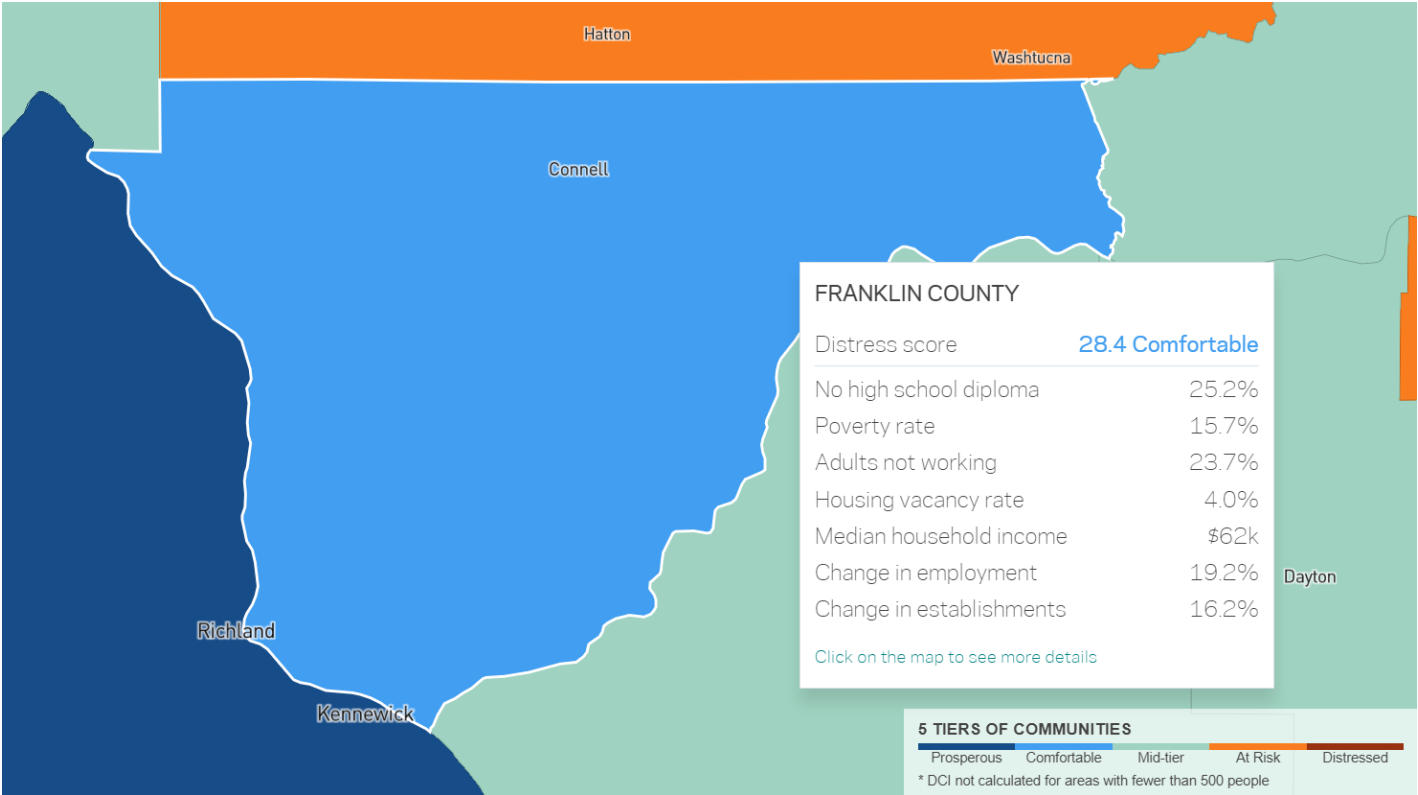 Hatton
Washtucna
Connell
FRANKLIN COUNTY
Distress score 28.4 Comfortable
No high school diploma 25.2%
Poverty rate 15.7%
Adults not working 23.7%
Housing vacancy rate 4.0%
Median household income $62k
Change in employment 19.2%
Change in establishments 16.2%
Click on the map to see more details
Dayton
Richland
Kennewick
5 TIERS OF COMMUNITIES
Prosperous Comfortable Mid-tier At Risk Distressed
* DCI not calculated for areas with fewer than 500 people